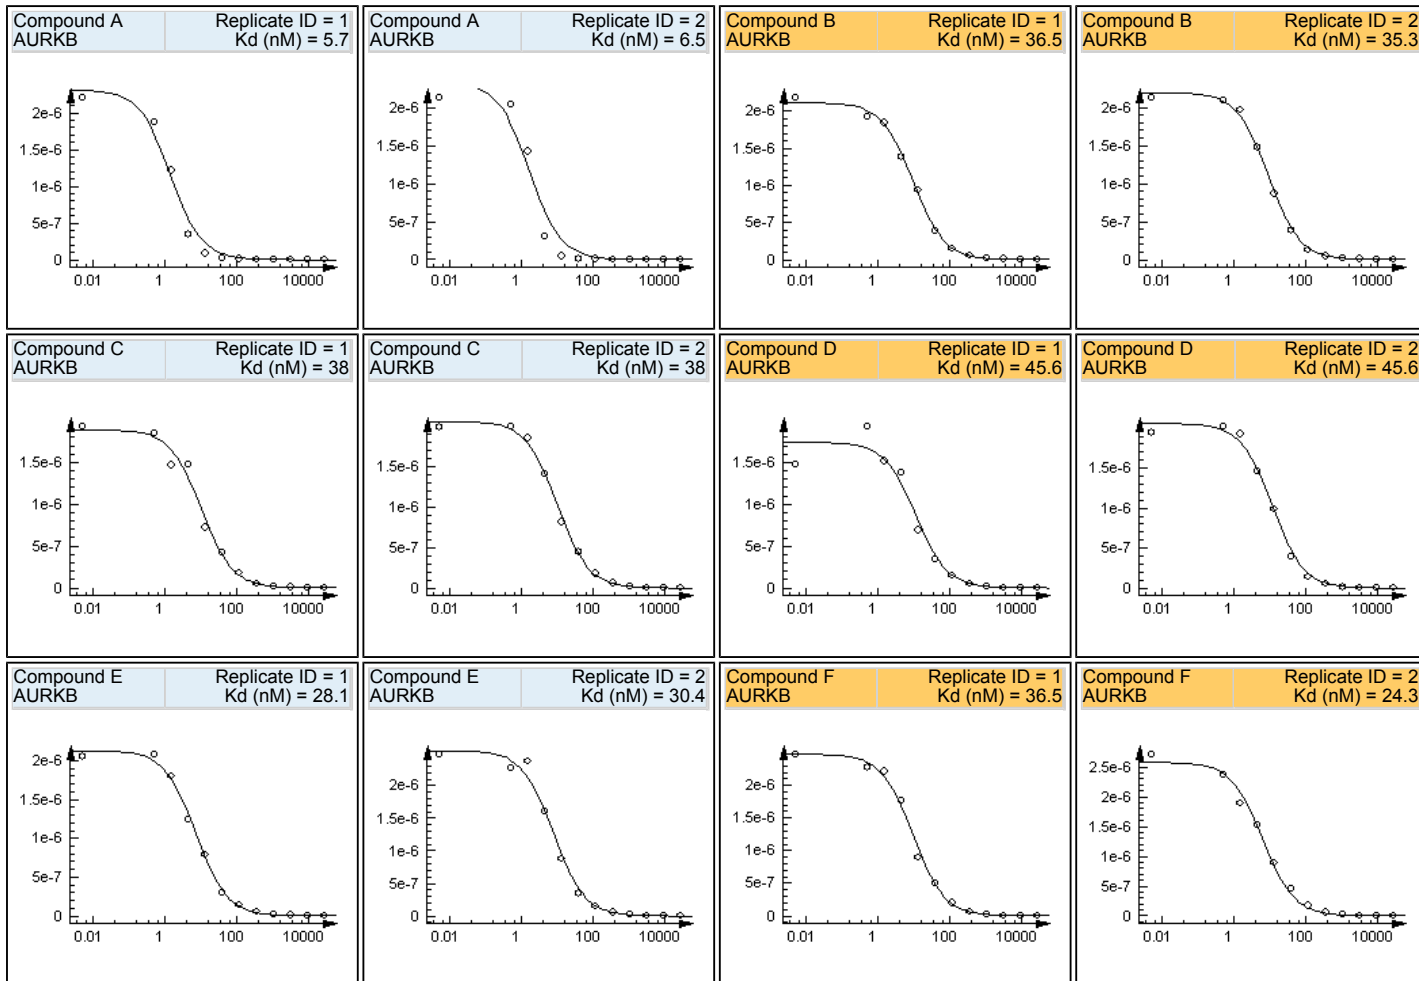 Compound A Replicate ID = 1
AURKB Kd (nM) = 5.7
2e-6
1.5e-6
1e-6
5e-7
0
0.01 1 100 10000
Compound A Replicate ID = 2
AURKB Kd (nM) = 6.5
2e-6
1.5e-6
1e-6
5e-7
0
0.01 1 100 10000
Compound B Replicate ID = 1
AURKB Kd (nM) = 36.5
2e-6
1.5e-6
1e-6
5e-7
0
0.01 1 100 10000
Compound B Replicate ID = 2
AURKB Kd (nM) = 35.3
2e-6
1.5e-6
1e-6
5e-7
0
0.01 1 100 10000
Compound C Replicate ID = 1
AURKB Kd (nM) = 38
1.5e-6
1e-6
5e-7
0
0.01 1 100 10000
Compound C Replicate ID = 2
AURKB Kd (nM) = 38
1.5e-6
1e-6
5e-7
0
0.01 1 100 10000
Compound D Replicate ID = 1
AURKB Kd (nM) = 45.6
1.5e-6
1e-6
5e-7
0
0.01 1 100 10000
Compound D Replicate ID = 2
AURKB Kd (nM) = 45.6
1.5e-6
1e-6
5e-7
0
0.01 1 100 10000
Compound E Replicate ID = 1
AURKB Kd (nM) = 28.1
2e-6
1.5e-6
1e-6
5e-7
0
0.01 1 100 10000
Compound E Replicate ID = 2
AURKB Kd (nM) = 30.4
2e-6
1.5e-6
1e-6
5e-7
0
0.01 1 100 10000
Compound F Replicate ID = 1
AURKB Kd (nM) = 36.5
2e-6
1.5e-6
1e-6
5e-7
0
0.01 1 100 10000
Compound F Replicate ID = 2
AURKB Kd (nM) = 24.3
2.5e-6
2e-6
1.5e-6
1e-6
5e-7
0
0.01 1 100 10000